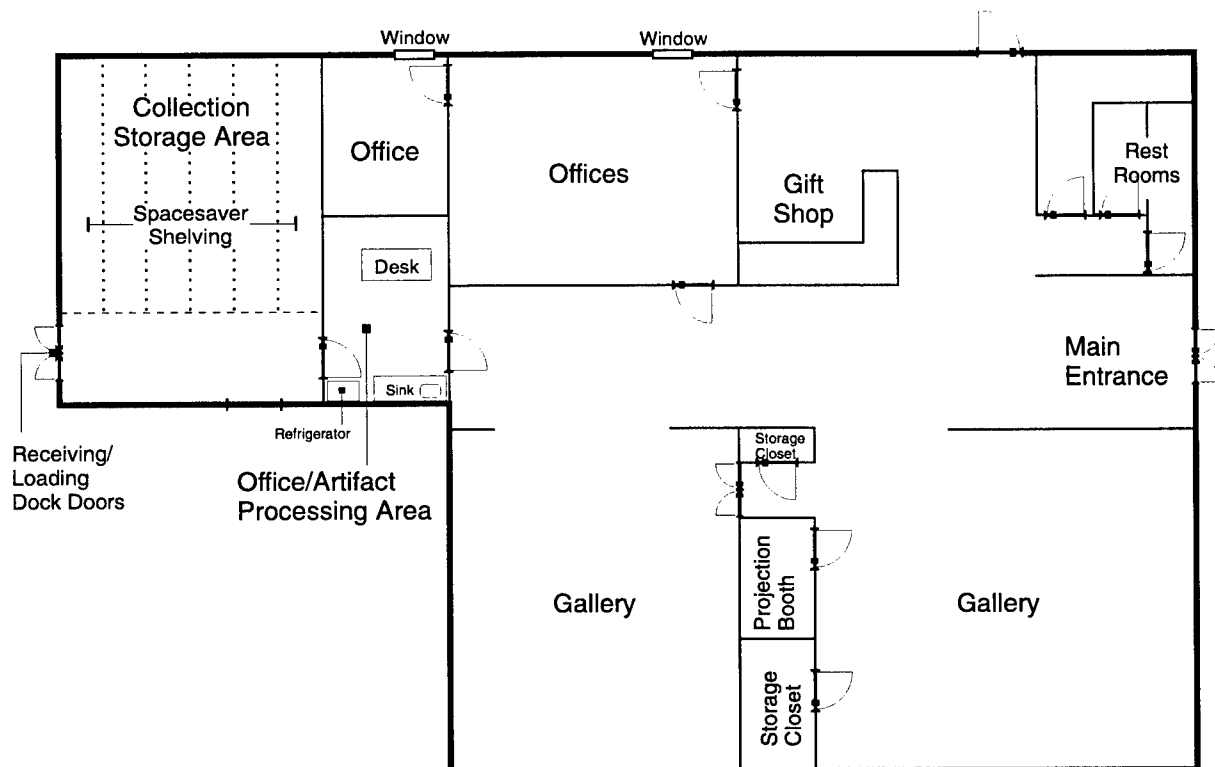 Window
Window
Collection
Storage Area
Office
Offices
Gift
Shop
Rest
Rooms
Spacesaver
Shelving
Desk
Main
Entrance
Sink
Refrigerator
Receiving/
Loading
Dock Doors
Office/Artifact
Processing Area
Storage
Closet
Gallery
Projection
Booth
Gallery
Storage
Closet